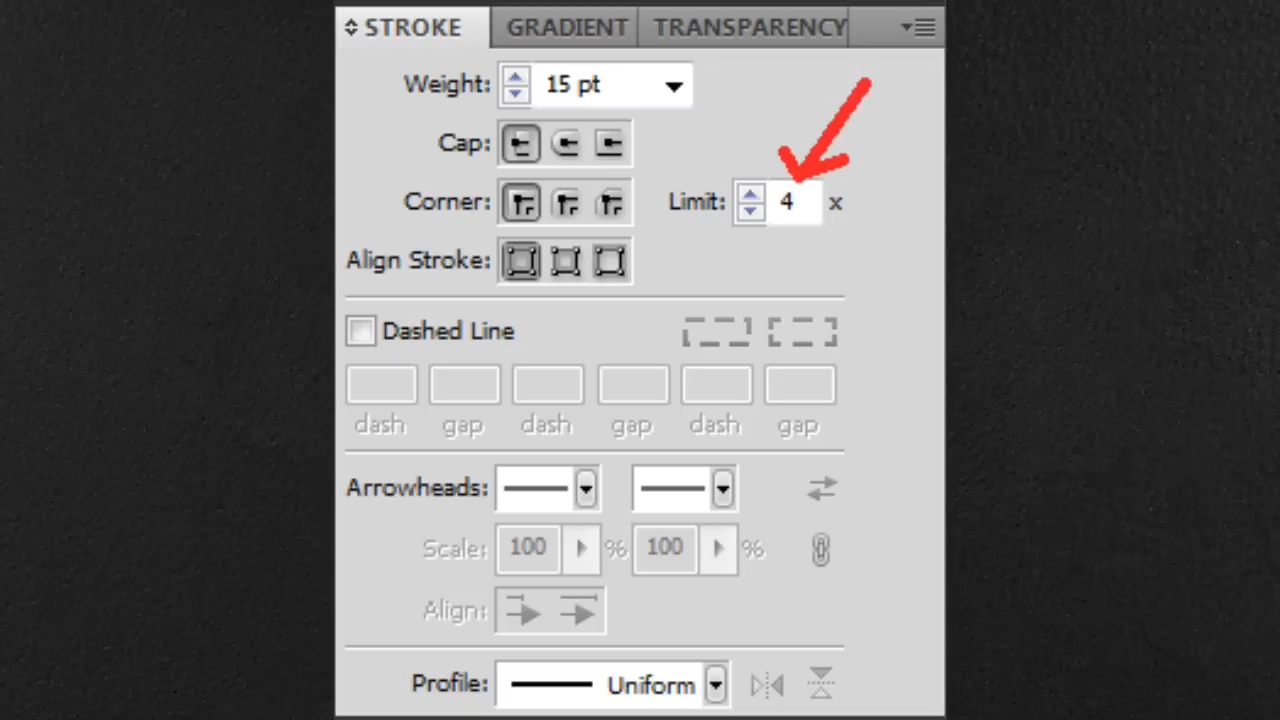 STROKE GRADIENT TRANSPARENCY
Weight: 15 pt
Cap:
Corner: Limit: 4 x
Align Stroke:
Dashed Line
dash gap dash gap dash gap
Arrowheads:
Scale: 100 % 100 %
Align:
Profile: Uniform